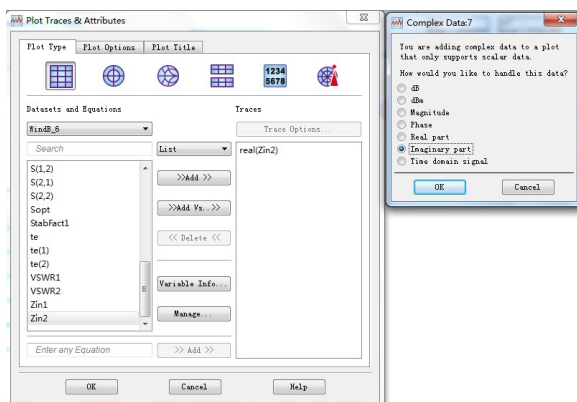 Plot Traces & Attributes
Plot Type
Plot Options
Plot Title
1234
5678
Datasets and Equations
Traces
WindB_6
Trace Options...
Search
List
real(Zin2)
S(1,2)
S(2,1)
S(2,2)
Sopt
StabFact1
te
te(1)
te(2)
VSWR1
VSWR2
Zin1
Zin2
>>Add >>
>>Add Vs..>>
<< Delete <<
Variable Info...
Manage...
Enter any Equation
>> Add >>
OK
Cancel
Help
Complex Data:7
You are adding complex data to a plot
that only supports scalar data.
How would you like to handle this data?
dB
dBm
Magnitude
Phase
Real part
Imaginary part
Time domain signal
OK
Cancel